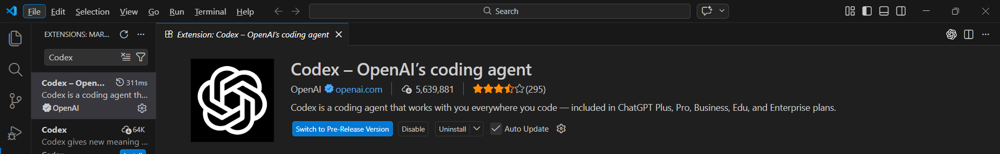 File Edit Selection View Go Run Terminal Help Search
EXTENSIONS: MAR...
Codex
Codex – Open... 311ms
Codex is a coding agent th...
OpenAI
Codex 64K
Codex gives new meaning ...
Extension: Codex – OpenAI’s coding agent
Codex – OpenAI’s coding agent
OpenAI openai.com 5,639,881 (295)
Codex is a coding agent that works with you everywhere you code — included in ChatGPT Plus, Pro, Business, Edu, and Enterprise plans.
Switch to Pre-Release Version Disable Uninstall Auto Update